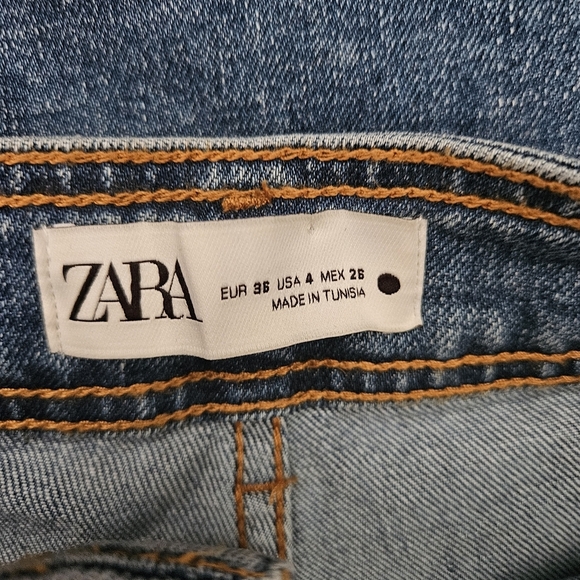 ZARA
EUR 36 USA 4 MEX 26
MADE IN TUNISIA